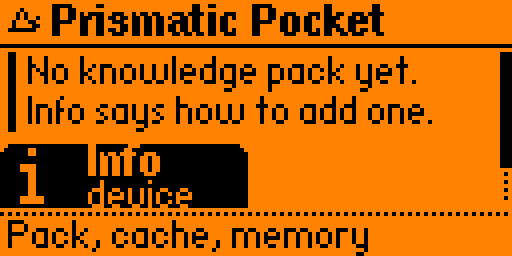 Prismatic Pocket
No knowledge pack yet.
Info says how to add one.
i Info
device
Pack, cache, memory